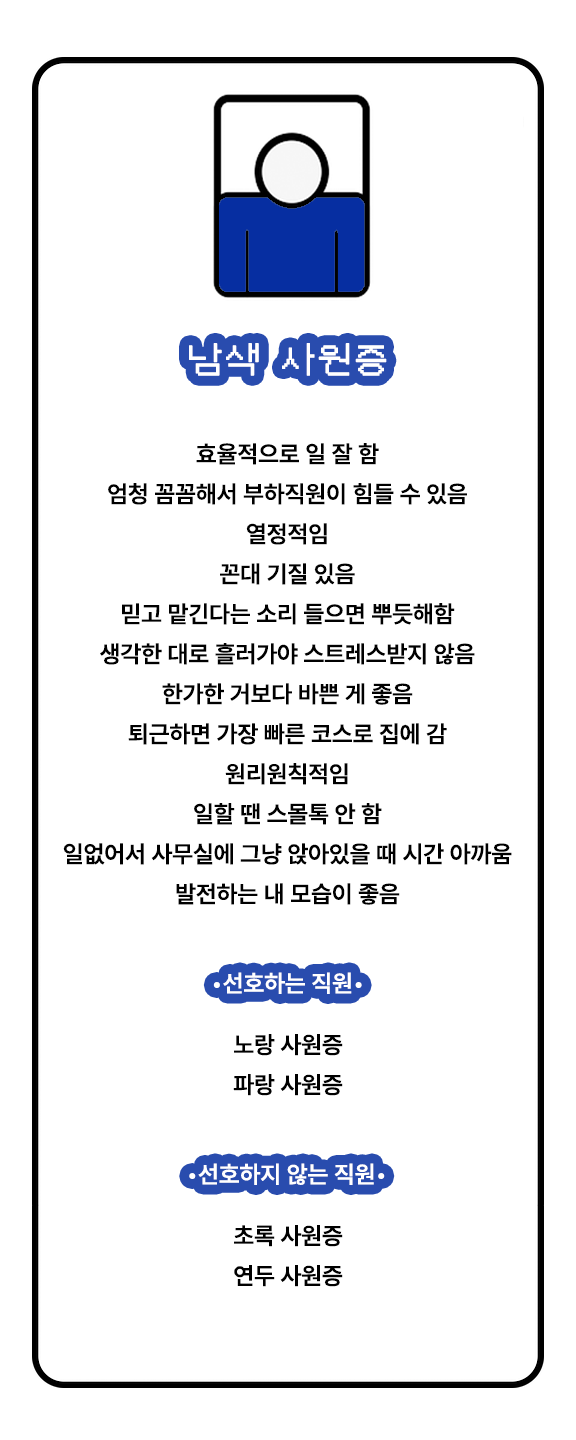 남색 사원증
효율적으로 일 잘 함
엄청 꼼꼼해서 부하직원이 힘들 수 있음
열정적임
꼰대 기질 있음
믿고 맡긴다는 소리 들으면 뿌듯해함
생각한 대로 흘러가야 스트레스받지 않음
한가한 거보다 바쁜 게 좋음
퇴근하면 가장 빠른 코스로 집에 감
원리원칙적임
일할 땐 스몰톡 안 함
일없어서 사무실에 그냥 앉아있을 때 시간 아까움
발전하는 내 모습이 좋음
•선호하는 직원•
노랑 사원증
파랑 사원증
•선호하지 않는 직원•
초록 사원증
연두 사원증